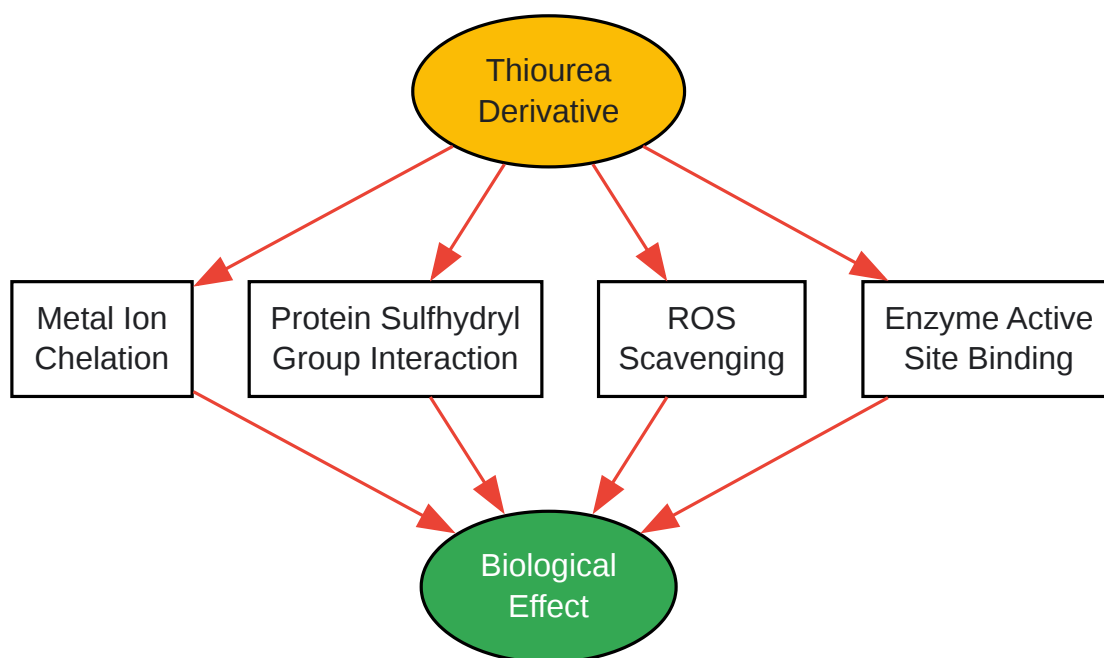 Thiourea
Derivative
Metal Ion
Chelation
Protein Sulfhydryl
Group Interaction
ROS
Scavenging
Enzyme Active
Site Binding
Biological
Effect